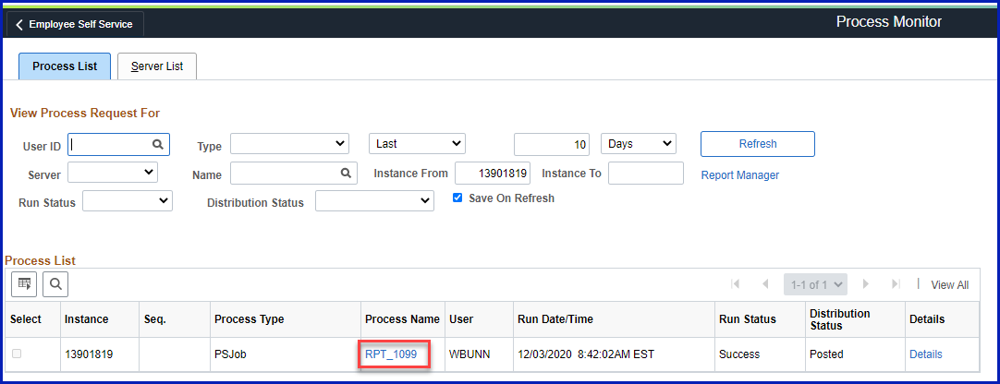 Employee Self Service
Process Monitor
Process List
Server List
View Process Request For
User ID Type Last 10 Days Refresh
Server Name Instance From 13901819 Instance To Report Manager
Run Status Distribution Status Save On Refresh
Process List
1-1 of 1 View All
Select Instance Seq. Process Type Process Name User Run Date/Time Run Status Distribution Status Details
13901819 PSJob RPT_1099 WBUNN 12/03/2020 8:42:02AM EST Success Posted Details